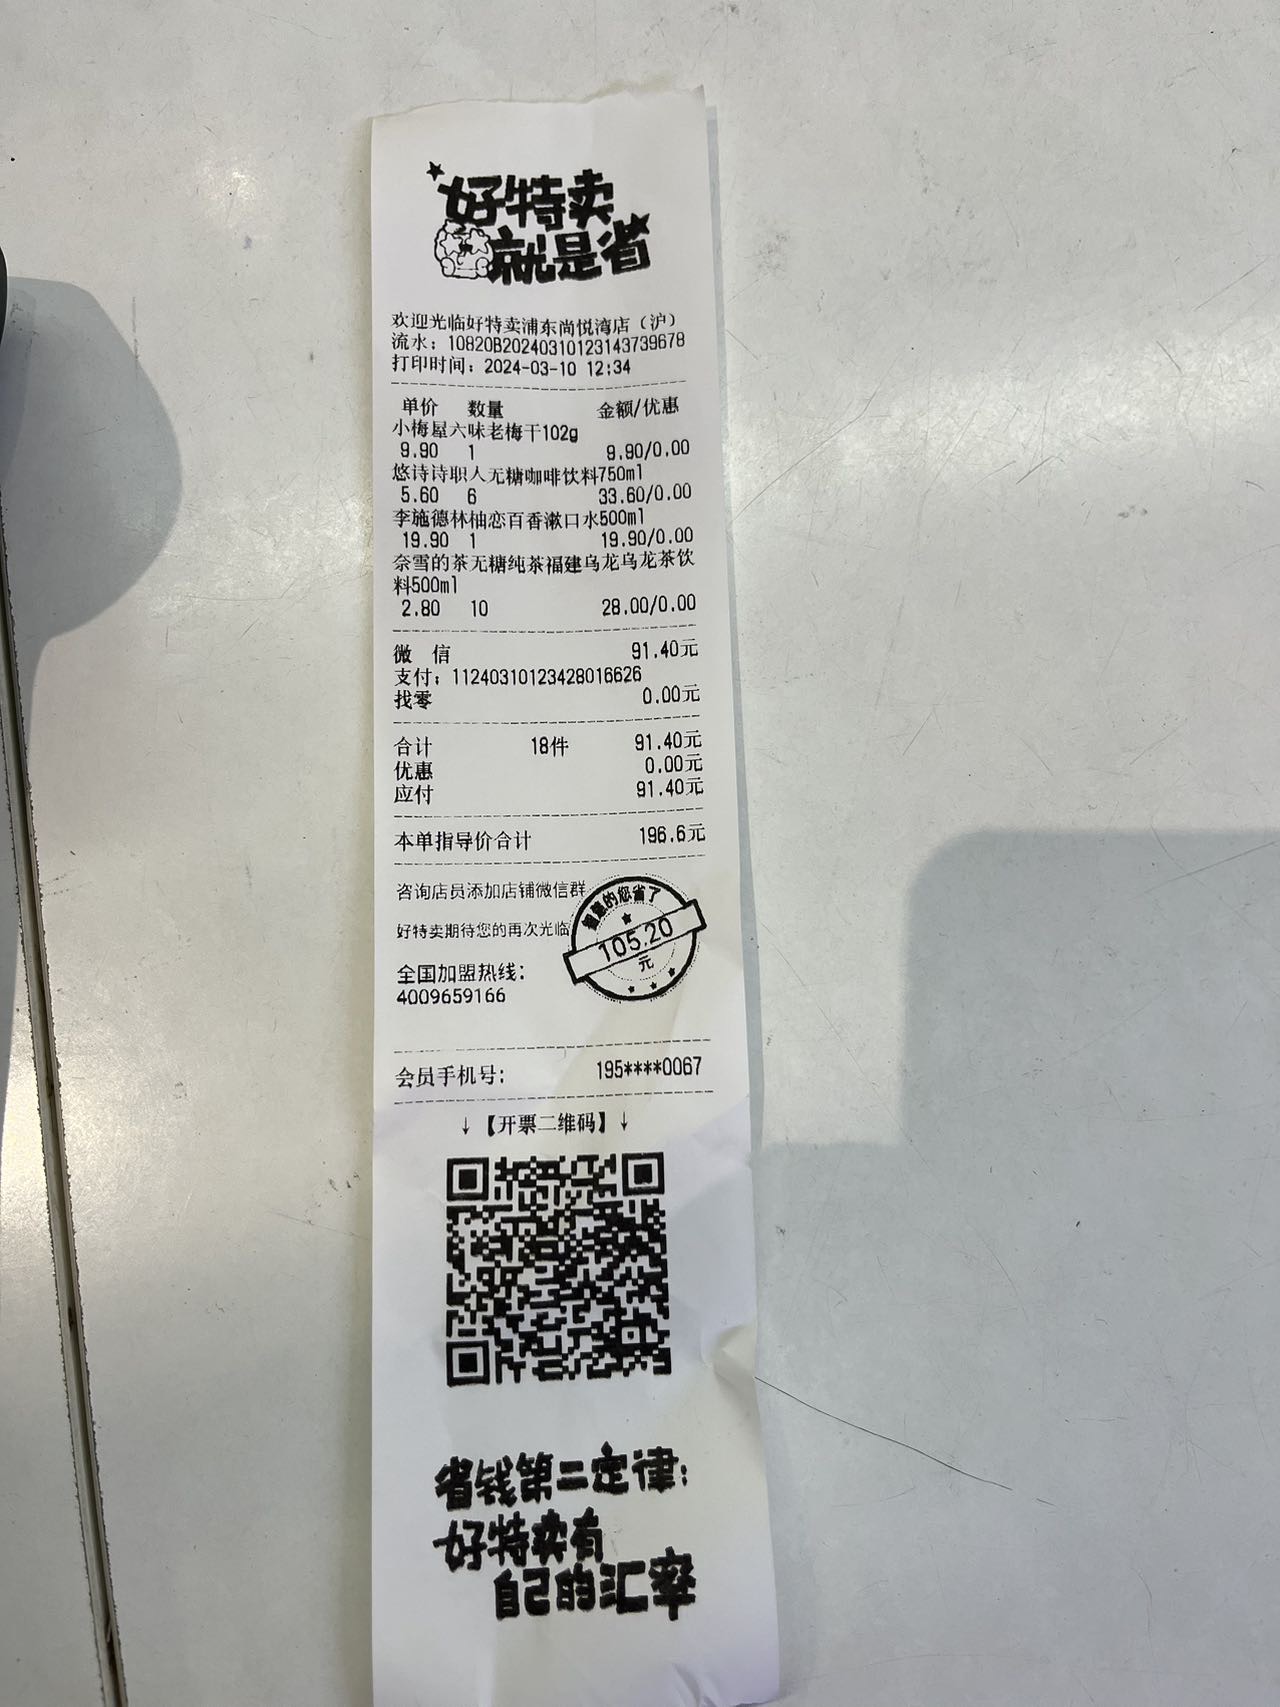 好特卖
就是省
欢迎光临好特卖浦东尚悦湾店（沪）
流水：10820B20240310123143739678
打印时间：2024-03-10 12:34
单价 数量 金额/优惠
小梅屋六味老梅干102g
9.90 1 9.90/0.00
悠诗诗职人无糖咖啡饮料750ml
5.60 6 33.60/0.00
李施德林柚恋百香漱口水500ml
19.90 1 19.90/0.00
奈雪的茶无糖纯茶福建乌龙乌龙茶饮
料500ml
2.80 10 28.00/0.00
微 信 91.40元
支付：11240310123428016626
找零 0.00元
合计 18件 91.40元
优惠 0.00元
应付 91.40元
本单指导价合计 196.6元
咨询店员添加店铺微信群
好特卖期待您的再次光临
智慧的您省了
105.20
元
全国加盟热线：
4009659166
会员手机号： 195****0067
↓【开票二维码】↓
省钱第二定律：
好特卖有
自己的汇率